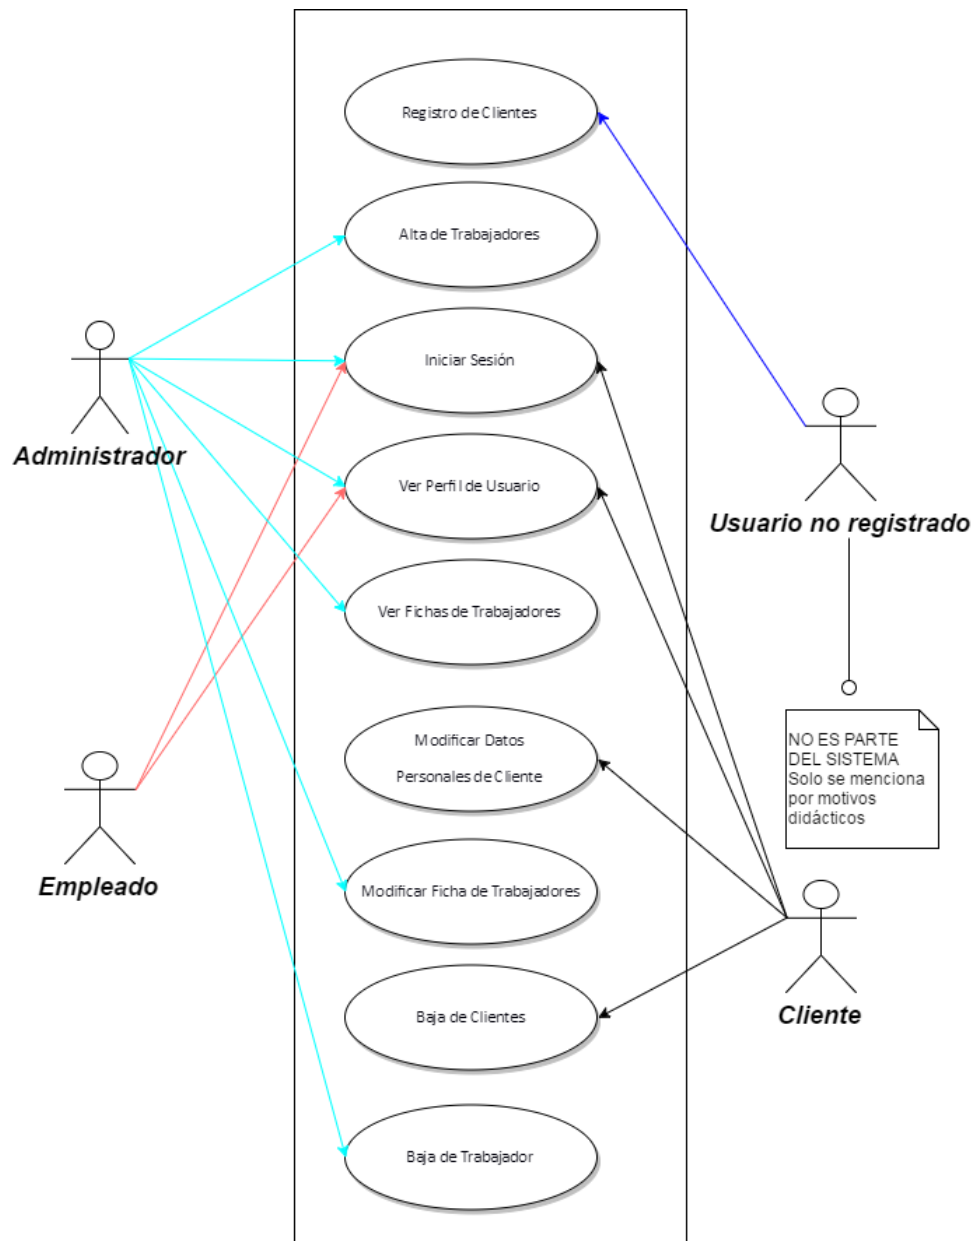 Registro de Clientes
Alta de Trabajadores
Iniciar Sesión
Administrador
Ver Perfil de Usuario
Usuario no registrado
Ver Fichas de Trabajadores
Modificar Datos
Personales de Cliente
NO ES PARTE
DEL SISTEMA
Solo se menciona
por motivos
didácticos
Empleado
Modificar Ficha de Trabajadores
Baja de Clientes
Cliente
Baja de Trabajador